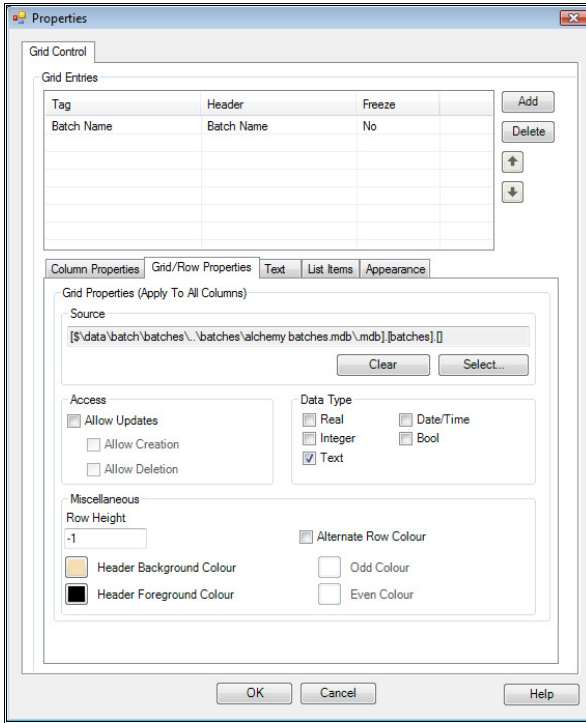 Properties
Grid Control
Grid Entries
Tag Header Freeze
Add
Batch Name Batch Name No
Delete
Column Properties Grid/Row Properties Text List Items Appearance
Grid Properties (Apply To All Columns)
Source
[$\data\batch\batches\..\batches\alchemy batches.mdb\.mdb].[batches].[]
Clear Select...
Access Data Type
Allow Updates Real Date/Time
Allow Creation Integer Bool
Allow Deletion Text
Miscellaneous
Row Height
-1 Alternate Row Colour
Header Background Colour Odd Colour
Header Foreground Colour Even Colour
OK Cancel Help